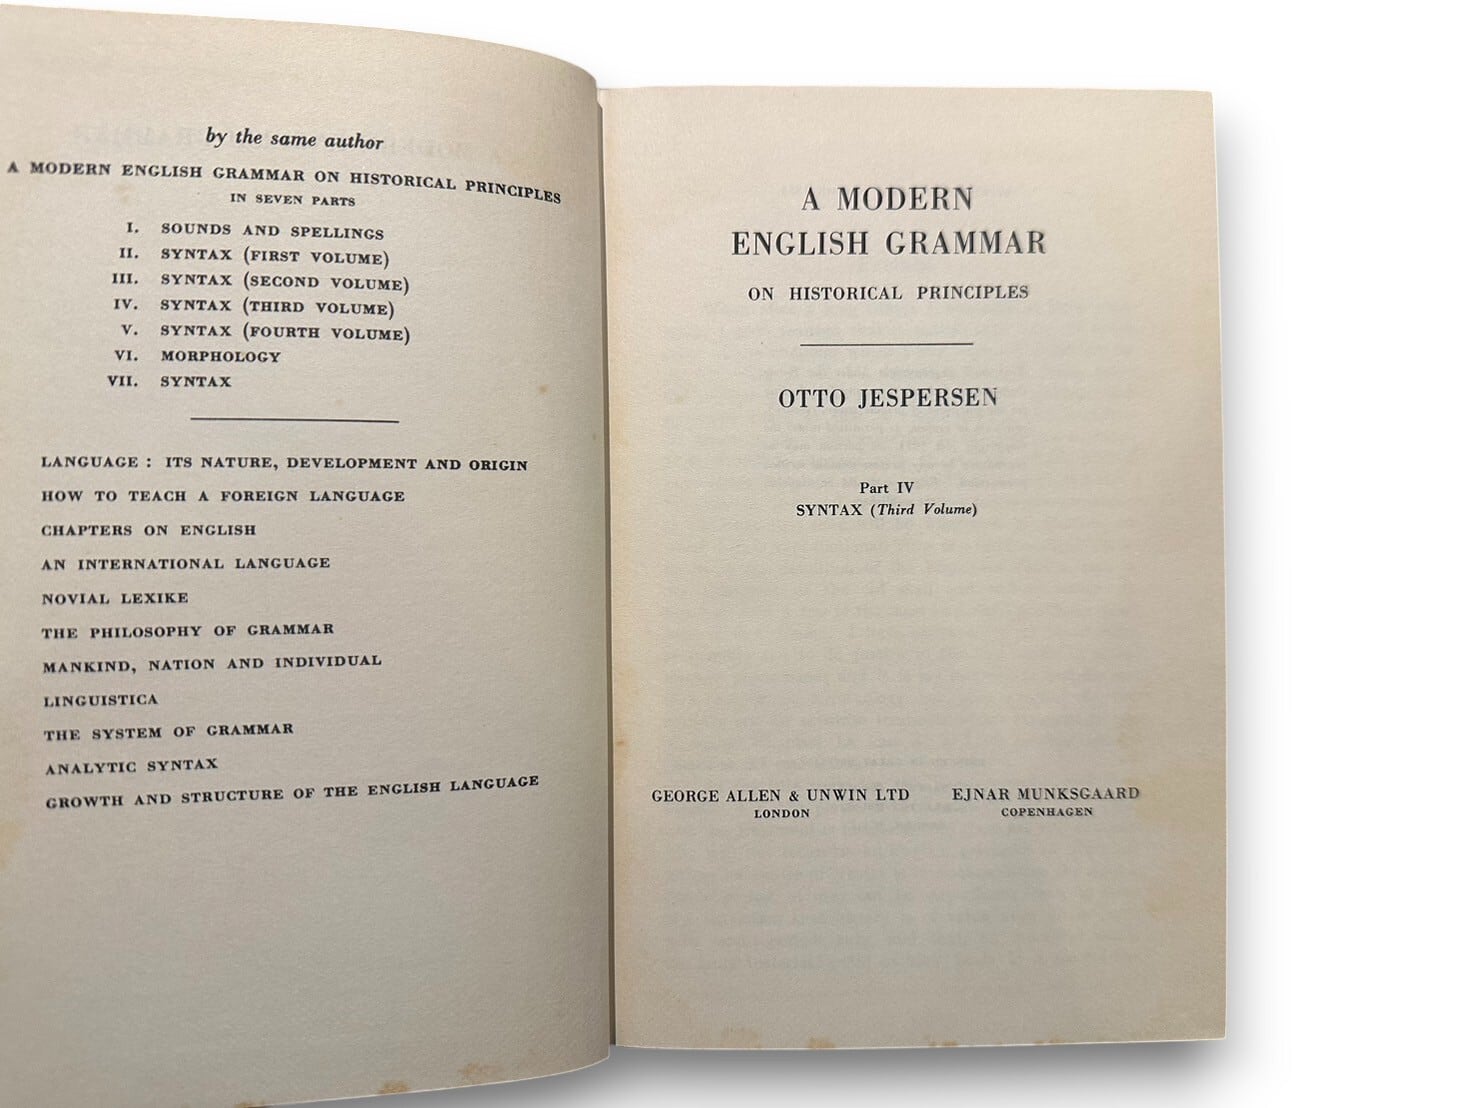 by the same author
A MODERN ENGLISH GRAMMAR ON HISTORICAL PRINCIPLES
IN SEVEN PARTS
I. SOUNDS AND SPELLINGS
II. SYNTAX (FIRST VOLUME)
III. SYNTAX (SECOND VOLUME)
IV. SYNTAX (THIRD VOLUME)
V. SYNTAX (FOURTH VOLUME)
VI. MORPHOLOGY
VII. SYNTAX
LANGUAGE : ITS NATURE, DEVELOPMENT AND ORIGIN
HOW TO TEACH A FOREIGN LANGUAGE
CHAPTERS ON ENGLISH
AN INTERNATIONAL LANGUAGE
NOVIAL LEXIKE
THE PHILOSOPHY OF GRAMMAR
MANKIND, NATION AND INDIVIDUAL
LINGUISTICA
THE SYSTEM OF GRAMMAR
ANALYTIC SYNTAX
GROWTH AND STRUCTURE OF THE ENGLISH LANGUAGE
A MODERN
ENGLISH GRAMMAR
ON HISTORICAL PRINCIPLES
OTTO JESPERSEN
Part IV
SYNTAX (Third Volume)
GEORGE ALLEN & UNWIN LTD
LONDON
EJNAR MUNKSGAARD
COPENHAGEN